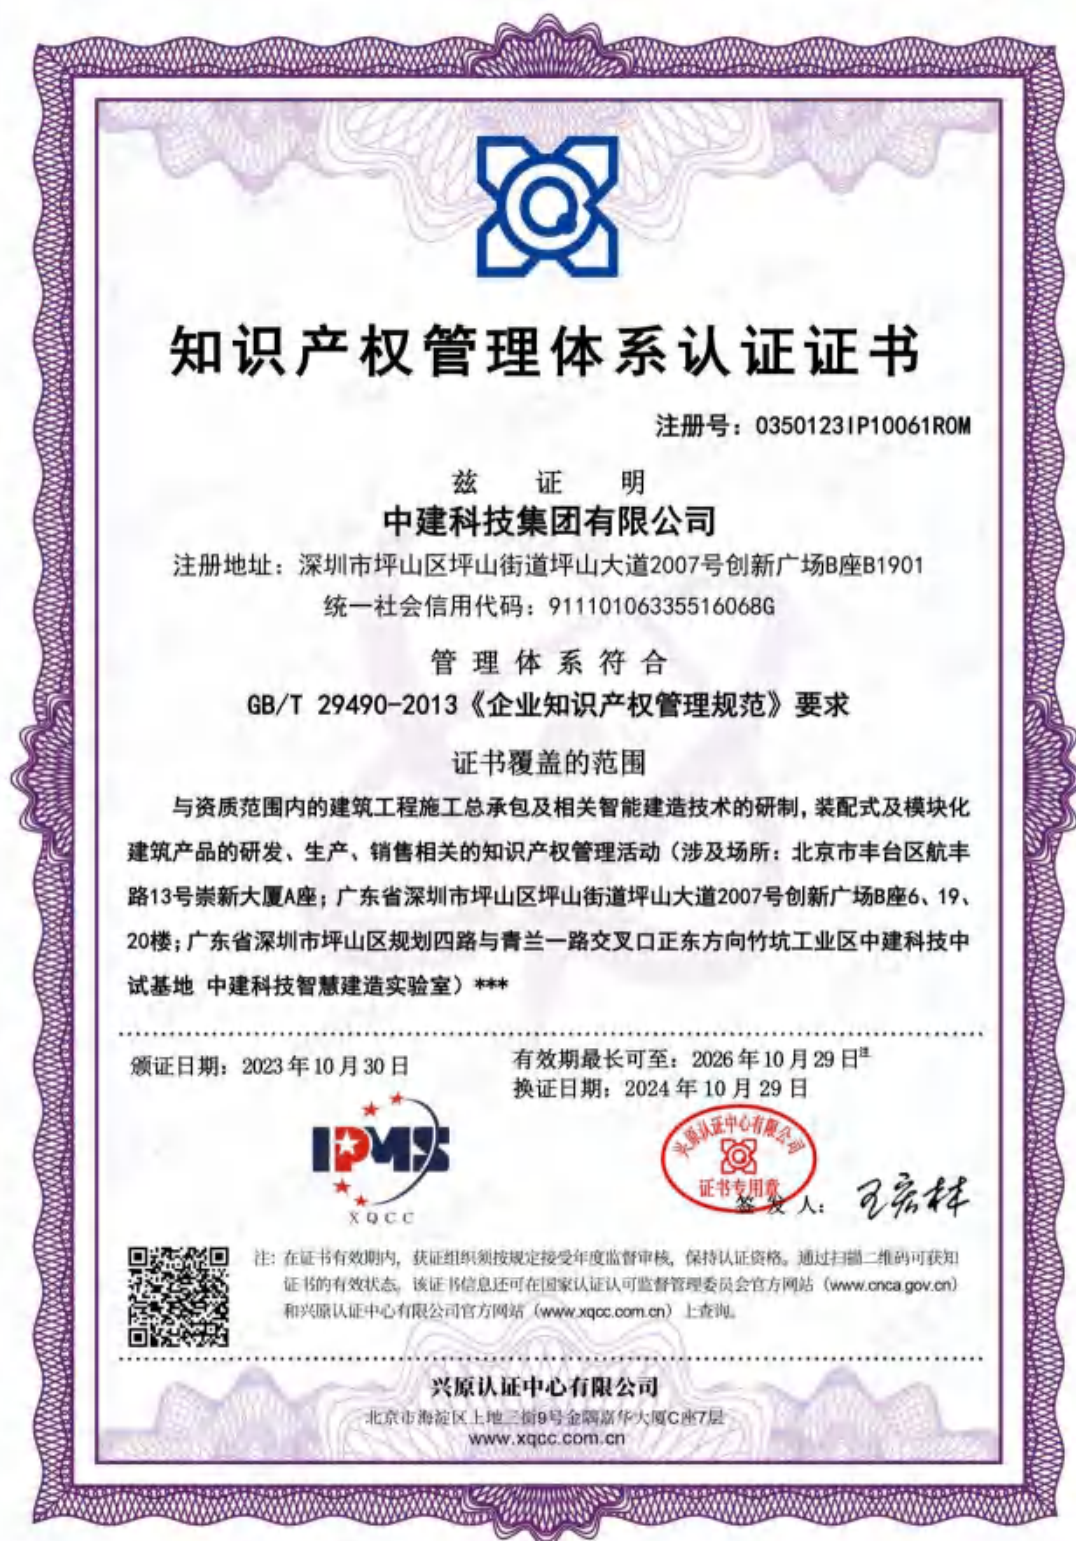 知识产权管理体系认证证书
注册号：0350123IP10061R0M
兹 证 明
中建科技集团有限公司
注册地址：深圳市坪山区坪山街道坪山大道2007号创新广场B座B1901
统一社会信用代码：91110106335516068G
管理体系符合
GB/T 29490-2013《企业知识产权管理规范》要求
证书覆盖的范围
与资质范围内的建筑工程施工总承包及相关智能建造技术的研制，装配式及模块化
建筑产品的研发、生产、销售相关的知识产权管理活动（涉及场所：北京市丰台区航丰
路13号崇新大厦A座；广东省深圳市坪山区坪山街道坪山大道2007号创新广场B座6、19、
20楼；广东省深圳市坪山区规划四路与青兰一路交叉口正东方向竹坑工业区中建科技中
试基地 中建科技智慧建造实验室）***
颁证日期：2023年10月30日
有效期最长可至：2026年10月29日注
换证日期：2024年10月29日
IPMS
XQCC
兴原认证中心有限公司
证书专用章
签 发 人：王宏林
注：在证书有效期内，获证组织须按规定接受年度监督审核，保持认证资格。通过扫描二维码可获知
证书的有效状态，该证书信息还可在国家认证认可监督管理委员会官方网站（www.cnca.gov.cn）
和兴原认证中心有限公司官方网站（www.xqcc.com.cn）上查询。
兴原认证中心有限公司
北京市海淀区上地三街9号金隅嘉华大厦C座7层
www.xqcc.com.cn